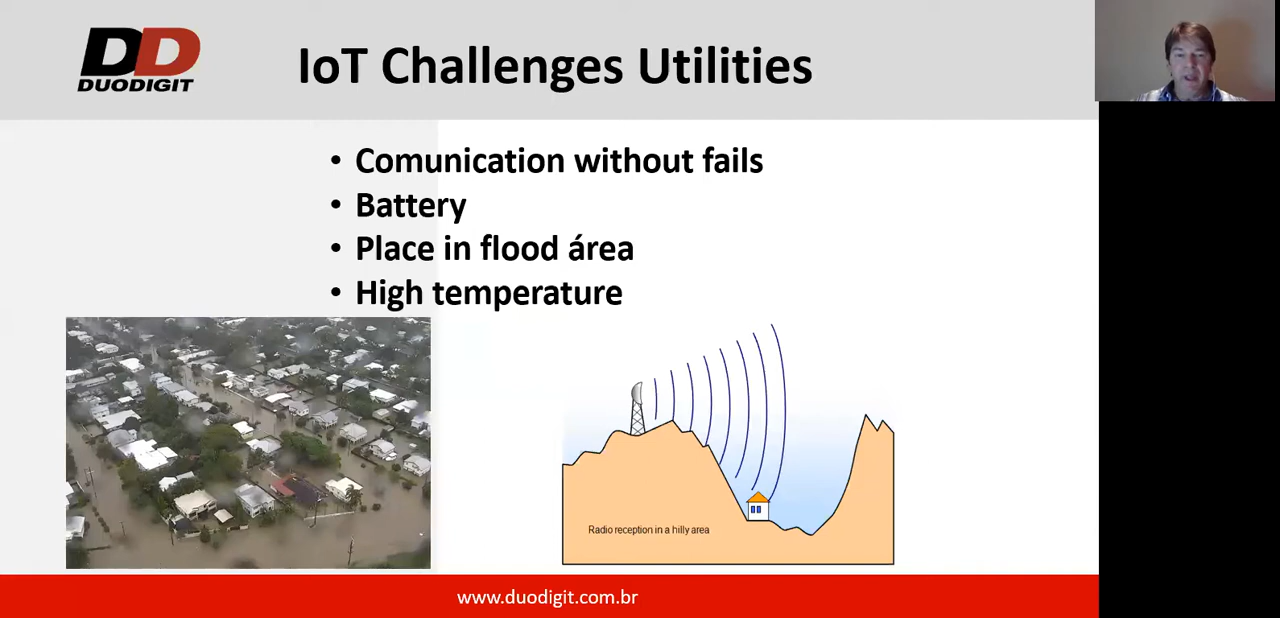 DD
DUODIGIT
IoT Challenges Utilities
• Comunication without fails
• Battery
• Place in flood área
• High temperature
Radio reception in a hilly area
www.duodigit.com.br